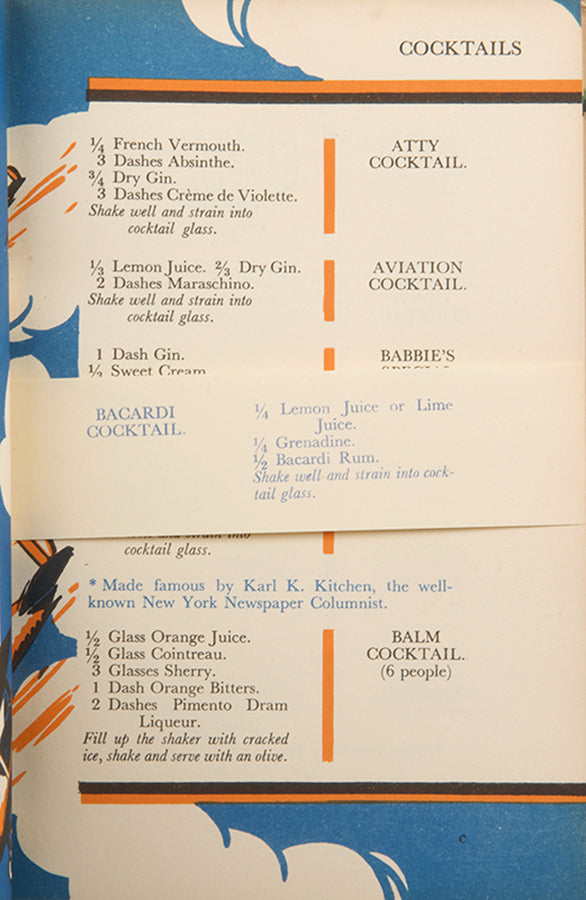 COCKTAILS
¼ French Vermouth.
3 Dashes Absinthe.
¾ Dry Gin.
3 Dashes Crème de Violette.
Shake well and strain into
cocktail glass.
ATTY
COCKTAIL.
⅓ Lemon Juice. ⅔ Dry Gin.
2 Dashes Maraschino.
Shake well and strain into
cocktail glass.
AVIATION
COCKTAIL.
1 Dash Gin.
½ Sweet Cream
BABBIE'S
BACARDI
COCKTAIL.
¼ Lemon Juice or Lime
Juice.
¼ Grenadine.
½ Bacardi Rum.
Shake well and strain into cock-
tail glass.
cocktail glass.
* Made famous by Karl K. Kitchen, the well-
known New York Newspaper Columnist.
½ Glass Orange Juice.
½ Glass Cointreau.
3 Glasses Sherry.
1 Dash Orange Bitters.
2 Dashes Pimento Dram
Liqueur.
Fill up the shaker with cracked
ice, shake and serve with an olive.
BALM
COCKTAIL.
(6 people)
C